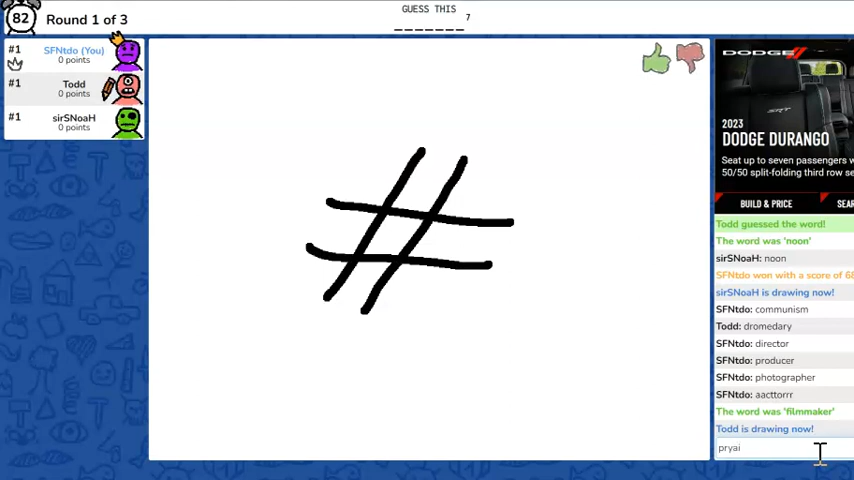 82
Round 1 of 3
GUESS THIS
_______ 7
#1
SFNtdo (You)
0 points
#1
Todd
0 points
#1
sirSNoaH
0 points
DODGE
SRT
2023
DODGE DURANGO
Seat up to seven passengers w
50/50 split-folding third row se
BUILD & PRICE
SEAR
Todd guessed the word!
The word was 'noon'
sirSNoaH: noon
SFNtdo won with a score of 68
sirSNoaH is drawing now!
SFNtdo: communism
Todd: dromedary
SFNtdo: director
SFNtdo: producer
SFNtdo: photographer
SFNtdo: aacttorrr
The word was 'filmmaker'
Todd is drawing now!
pryai
#